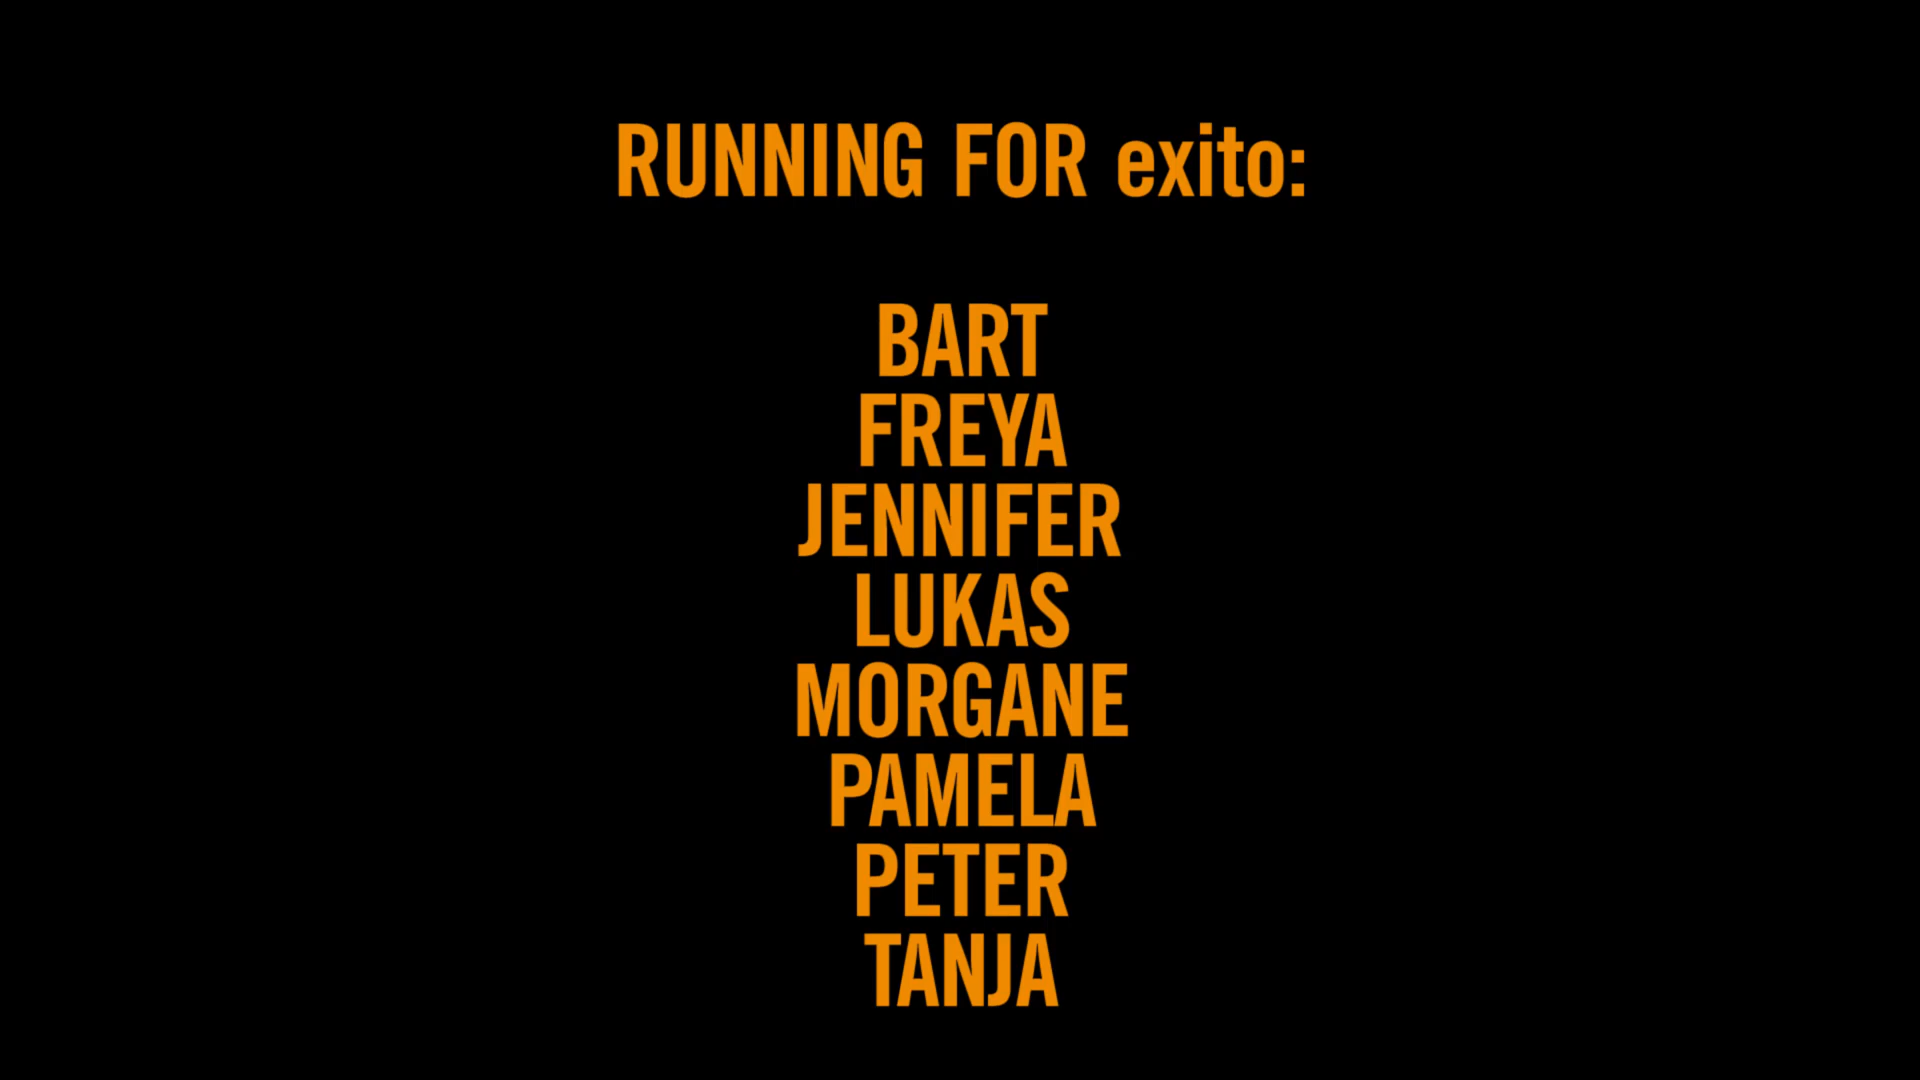 RUNNING FOR exito:
BART
FREYA
JENNIFER
LUKAS
MORGANE
PAMELA
PETER
TANJA